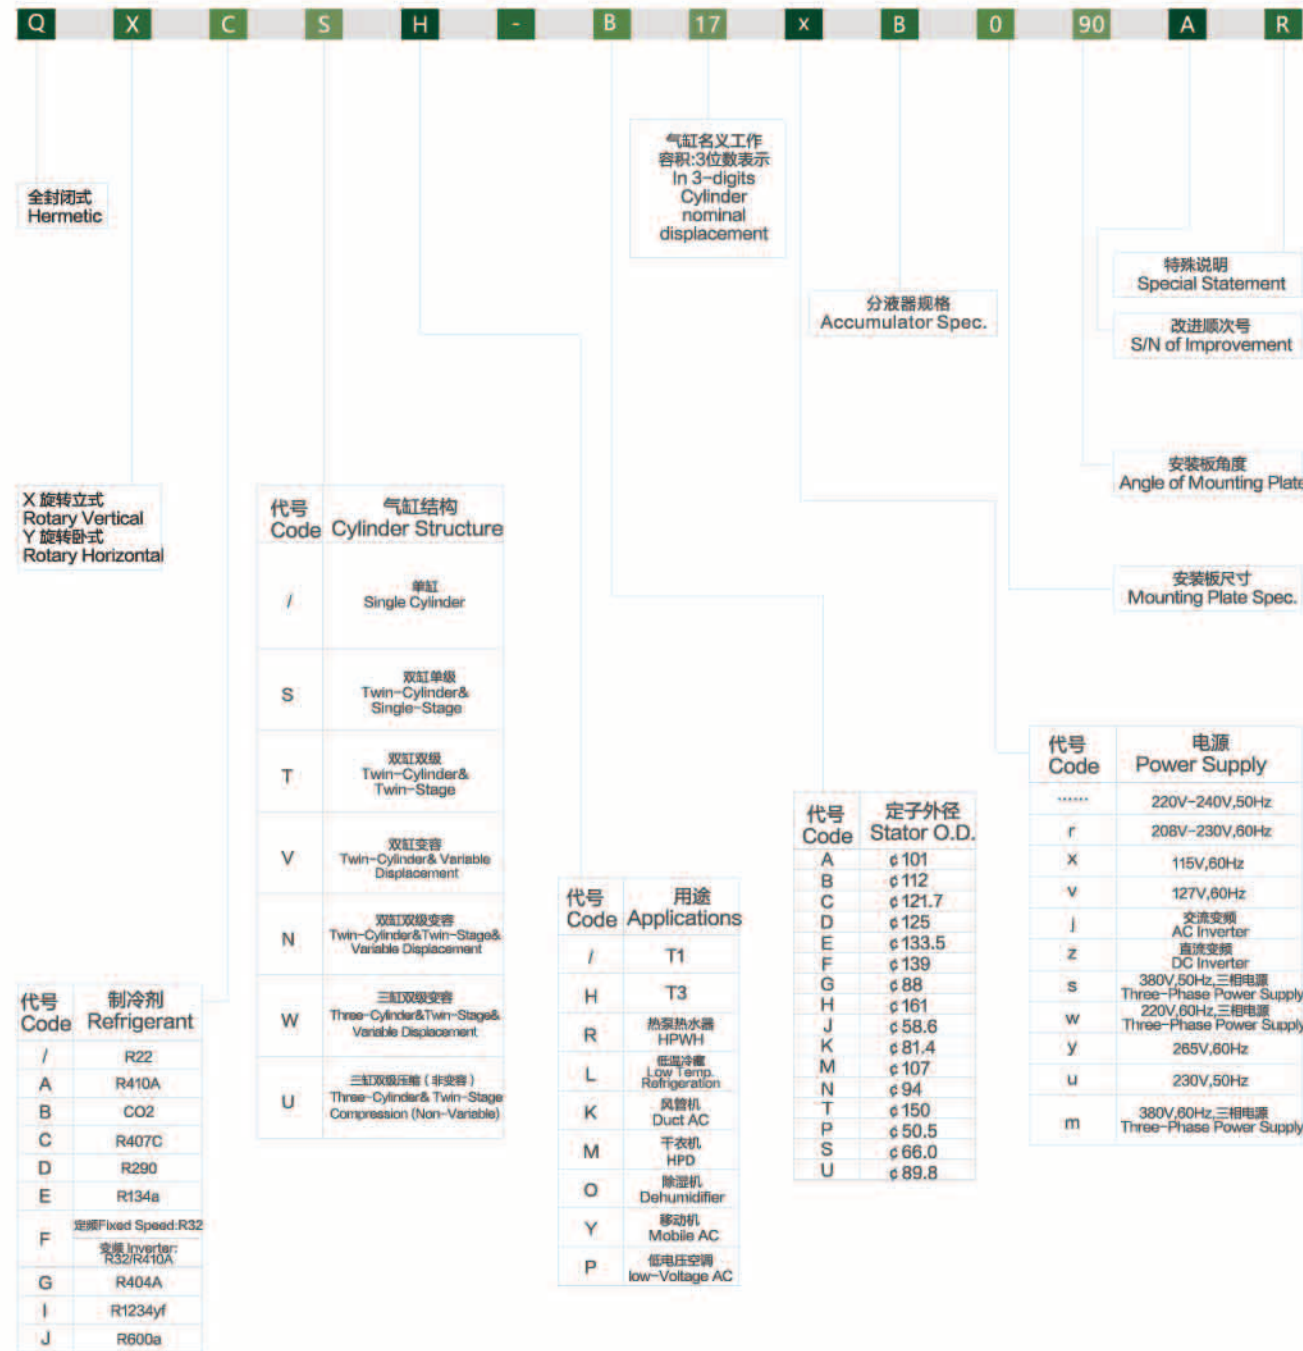 Q X C S H - B 17 x B 0 90 A R
气缸名义工作
容积:3位数表示
In 3-digits
Cylinder
nominal
displacement
全封闭式
Hermetic
特殊说明
Special Statement
分液器规格
Accumulator Spec.
改进顺次号
S/N of Improvement
安装板角度
Angle of Mounting Plate
X 旋转立式
Rotary Vertical
Y 旋转卧式
Rotary Horizontal
安装板尺寸
Mounting Plate Spec.
代号 气缸结构
Code Cylinder Structure
/ 单缸
Single Cylinder
S 双缸单级
Twin-Cylinder&
Single-Stage
T 双缸双级
Twin-Cylinder&
Twin-Stage
V 双缸变容
Twin-Cylinder& Variable
Displacement
N 双缸双级变容
Twin-Cylinder&Twin-Stage&
Variable Displacement
W 三缸双级变容
Three-Cylinder&Twin-Stage&
Variable Displacement
U 三缸双级压缩（非变容）
Three-Cylinder& Twin-Stage
Compression (Non-Variable)
代号 电源
Code Power Supply
...... 220V-240V,50Hz
r 208V-230V,60Hz
x 115V,60Hz
v 127V,60Hz
j 交流变频
AC Inverter
z 直流变频
DC Inverter
s 380V,50Hz,三相电源
Three-Phase Power Supply
w 220V,60Hz,三相电源
Three-Phase Power Supply
y 265V,60Hz
u 230V,50Hz
m 380V,60Hz,三相电源
Three-Phase Power Supply
代号 定子外径
Code Stator O.D.
A ¢101
B ¢112
C ¢121.7
D ¢125
E ¢133.5
F ¢139
G ¢88
H ¢161
J ¢58.6
K ¢81.4
M ¢107
N ¢94
T ¢150
P ¢50.5
S ¢66.0
U ¢89.8
代号 用途
Code Applications
/ T1
H T3
R 热泵热水器
HPWH
L 低温冷藏
Low Temp.
Refrigeration
K 风管机
Duct AC
M 干衣机
HPD
O 除湿机
Dehumidifier
Y 移动机
Mobile AC
P 低电压空调
low-Voltage AC
代号 制冷剂
Code Refrigerant
/ R22
A R410A
B CO2
C R407C
D R290
E R134a
F 定频Fixed Speed:R32
变频 Inverter:
R32/R410A
G R404A
I R1234yf
J R600a